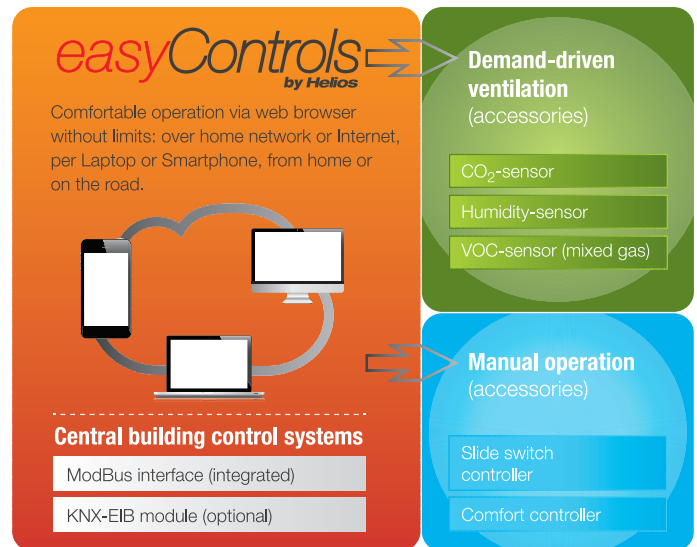 easyControls
by Helios
Comfortable operation via web browser
without limits: over home network or Internet,
per Laptop or Smartphone, from home or
on the road.
Central building control systems
ModBus interface (integrated)
KNX-EIB module (optional)
Demand-driven
ventilation
(accessories)
CO₂-sensor
Humidity-sensor
VOC-sensor (mixed gas)
Manual operation
(accessories)
Slide switch
controller
Comfort controller